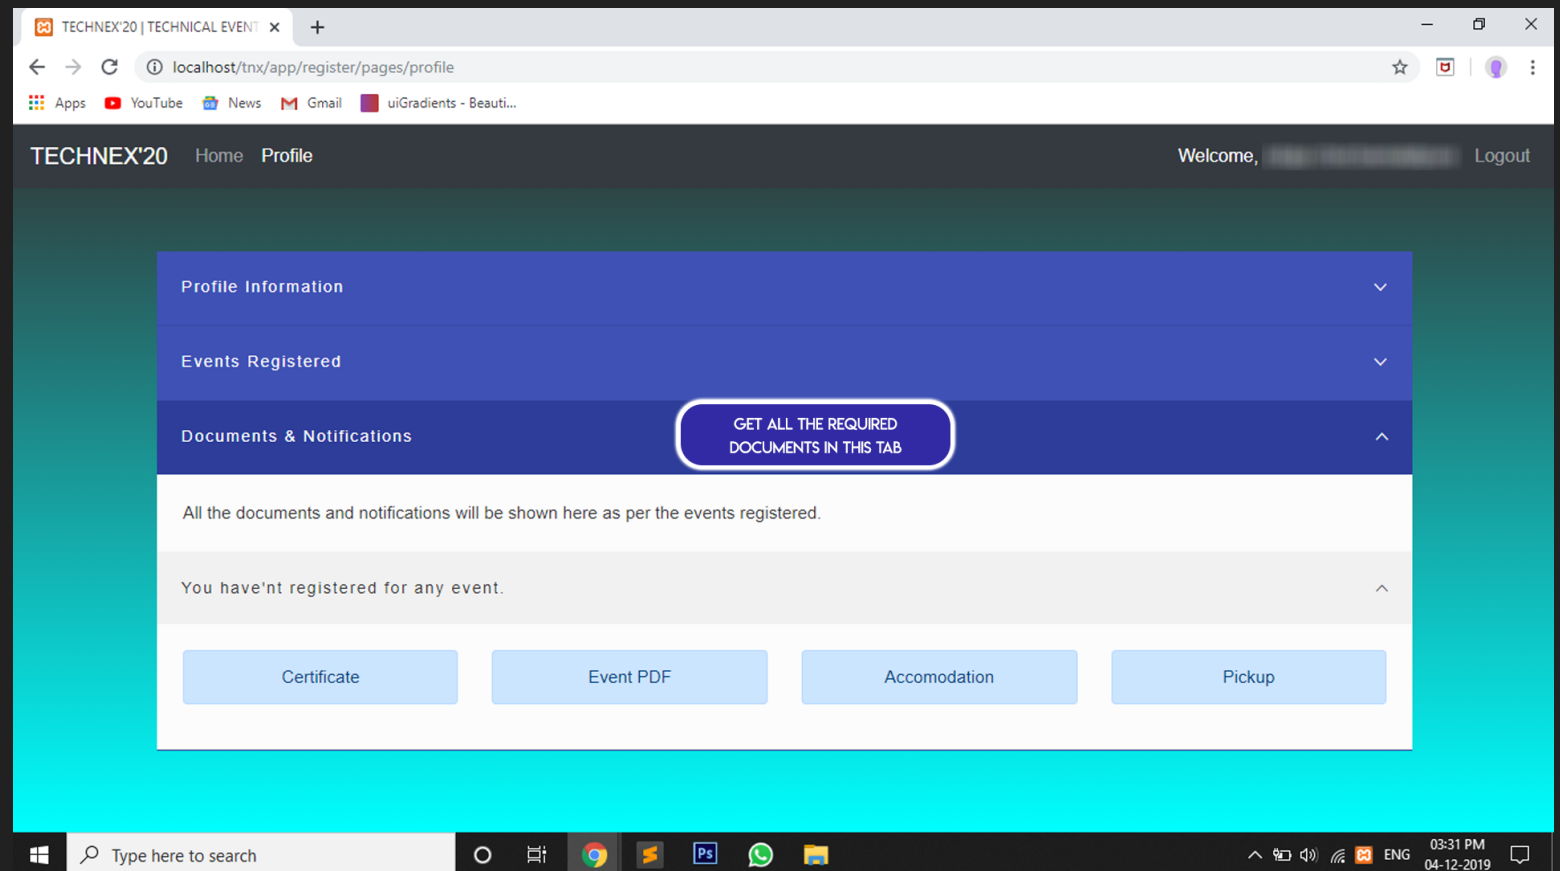 TECHNEX'20 | TECHNICAL EVENT
localhost/tnx/app/register/pages/profile
Apps YouTube News Gmail uiGradients - Beauti...
TECHNEX'20 Home Profile Welcome, Logout
Profile Information
Events Registered
Documents & Notifications
GET ALL THE REQUIRED
DOCUMENTS IN THIS TAB
All the documents and notifications will be shown here as per the events registered.
You have'nt registered for any event.
Certificate Event PDF Accomodation Pickup
Type here to search
Ps
ENG
03:31 PM
04-12-2019